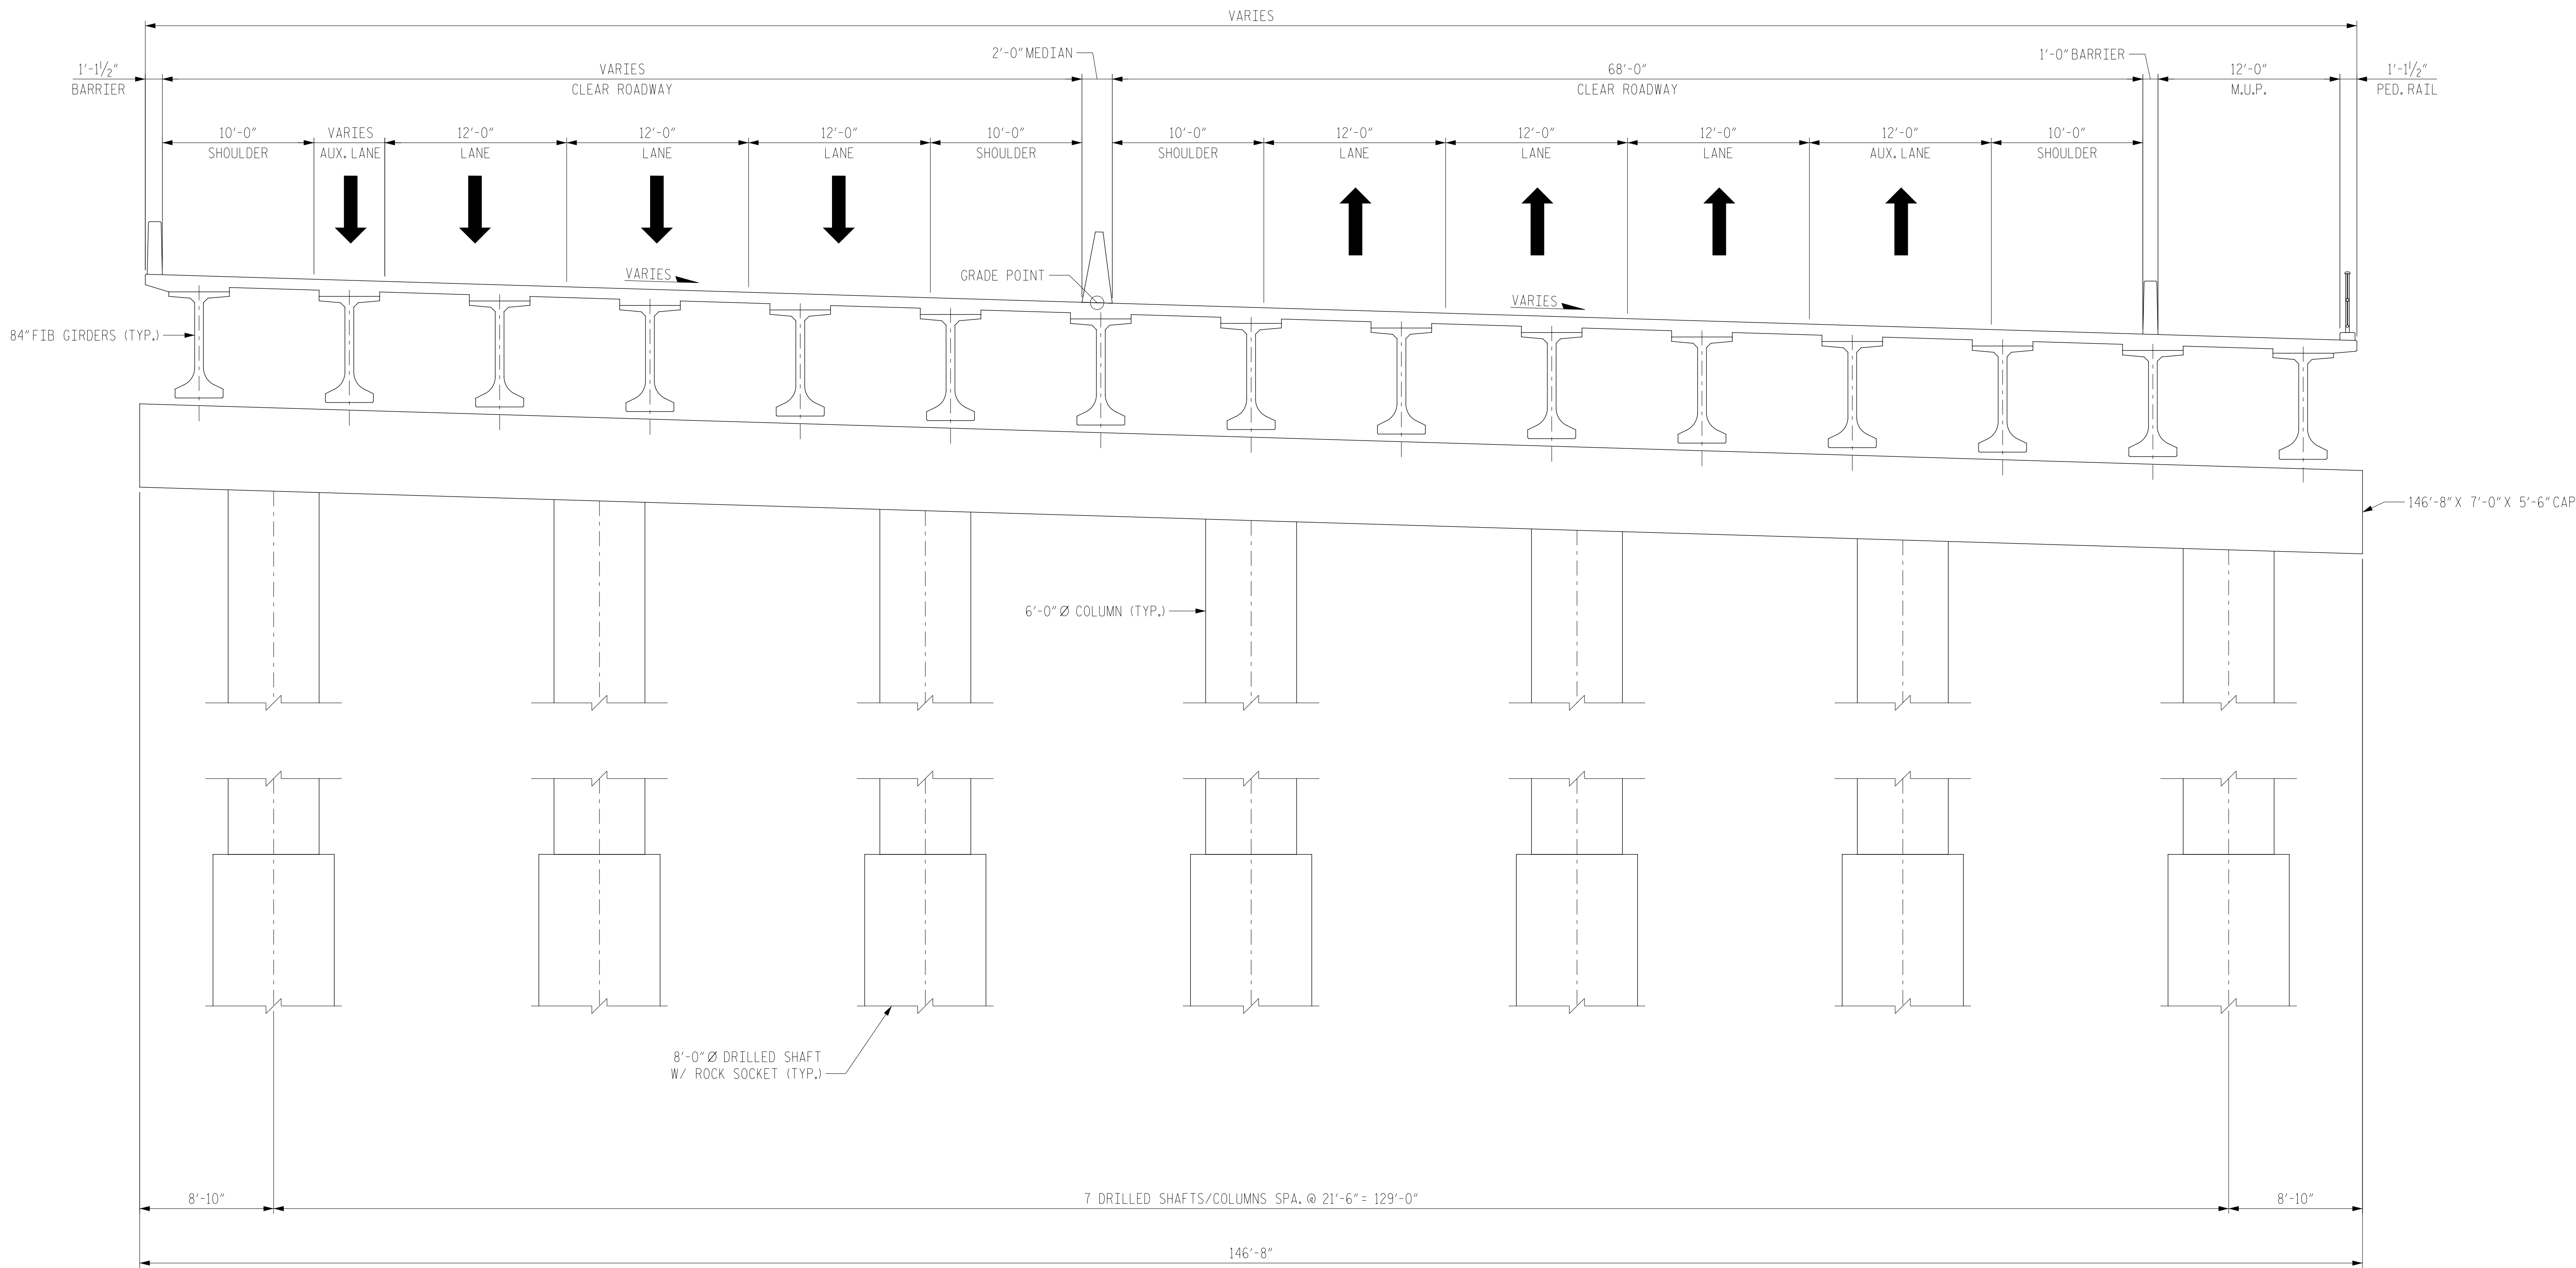 VARIES
2'-0" MEDIAN
1'-0" BARRIER
1'-1 1/2"
BARRIER
VARIES
CLEAR ROADWAY
68'-0"
CLEAR ROADWAY
12'-0"
M.U.P.
1'-1 1/2"
PED. RAIL
10'-0"
SHOULDER
VARIES
AUX. LANE
12'-0"
LANE
12'-0"
LANE
12'-0"
LANE
10'-0"
SHOULDER
10'-0"
SHOULDER
12'-0"
LANE
12'-0"
LANE
12'-0"
LANE
12'-0"
AUX. LANE
10'-0"
SHOULDER
VARIES
GRADE POINT
VARIES
84" FIB GIRDERS (TYP.)
146'-8" X 7'-0" X 5'-6" CAP
6'-0" Ø COLUMN (TYP.)
8'-0" Ø DRILLED SHAFT
W/ ROCK SOCKET (TYP.)
8'-10"
7 DRILLED SHAFTS/COLUMNS SPA. @ 21'-6" = 129'-0"
8'-10"
146'-8"